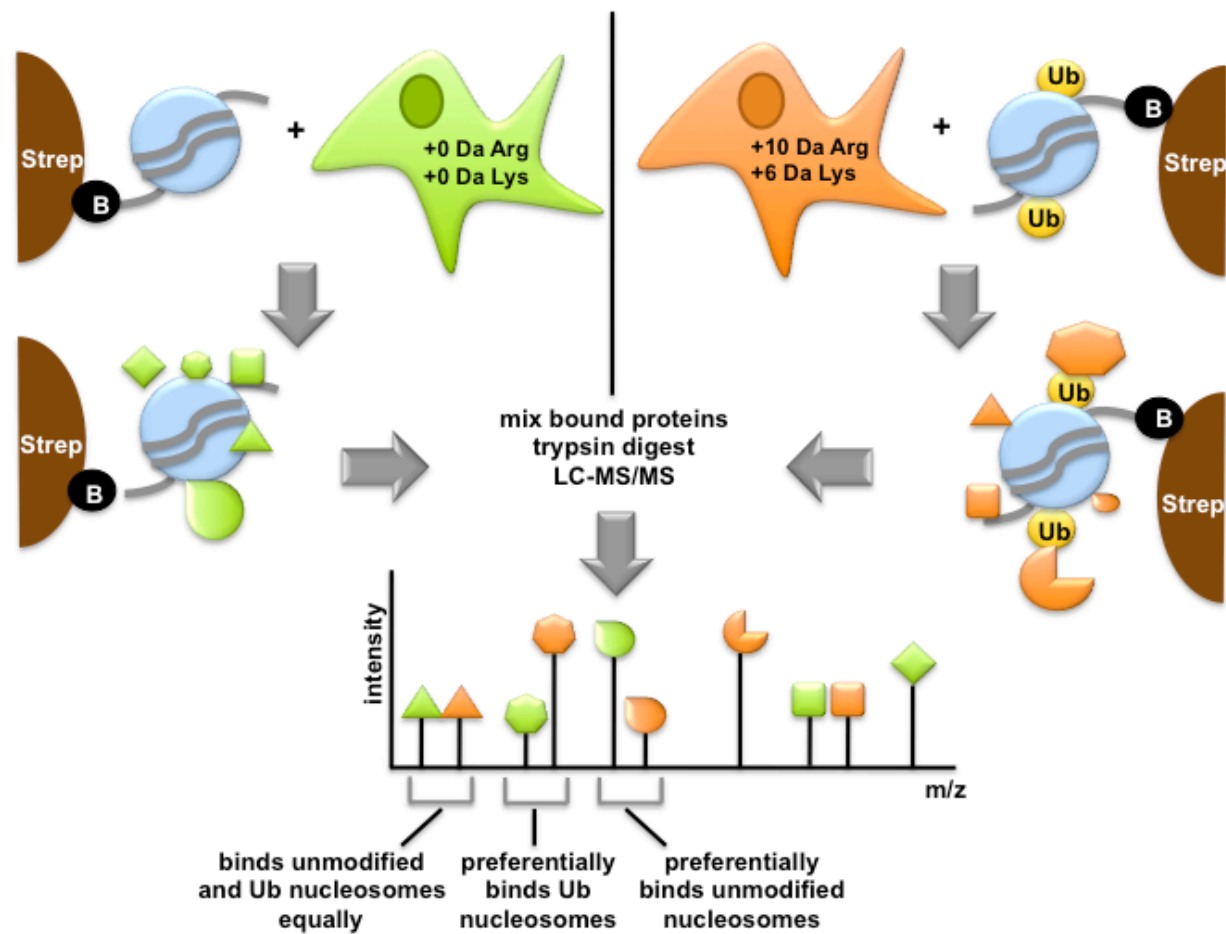 Strep
B
+
+0 Da Arg
+0 Da Lys
+10 Da Arg
+6 Da Lys
+
Ub
Ub
B
Strep
Strep
B
mix bound proteins
trypsin digest
LC-MS/MS
Ub
Ub
B
Strep
intensity
m/z
binds unmodified
and Ub nucleosomes
equally
preferentially
binds Ub
nucleosomes
preferentially
binds unmodified
nucleosomes